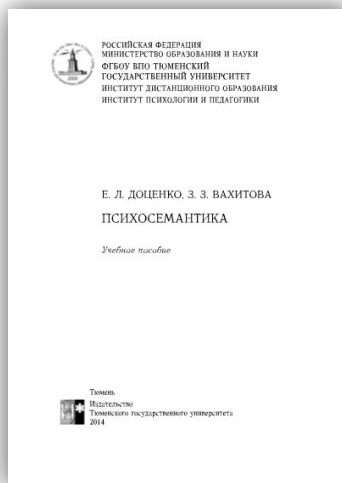 РОССИЙСКАЯ ФЕДЕРАЦИЯ
МИНИСТЕРСТВО ОБРАЗОВАНИЯ И НАУКИ
ФГБОУ ВПО ТЮМЕНСКИЙ
ГОСУДАРСТВЕННЫЙ УНИВЕРСИТЕТ
ИНСТИТУТ ДИСТАНЦИОННОГО ОБРАЗОВАНИЯ
ИНСТИТУТ ПСИХОЛОГИИ И ПЕДАГОГИКИ
Е. Л. ДОЦЕНКО, З. З. ВАХИТОВА
ПСИХОСЕМАНТИКА
Учебное пособие
Тюмень
Издательство
Тюменского государственного университета
2014